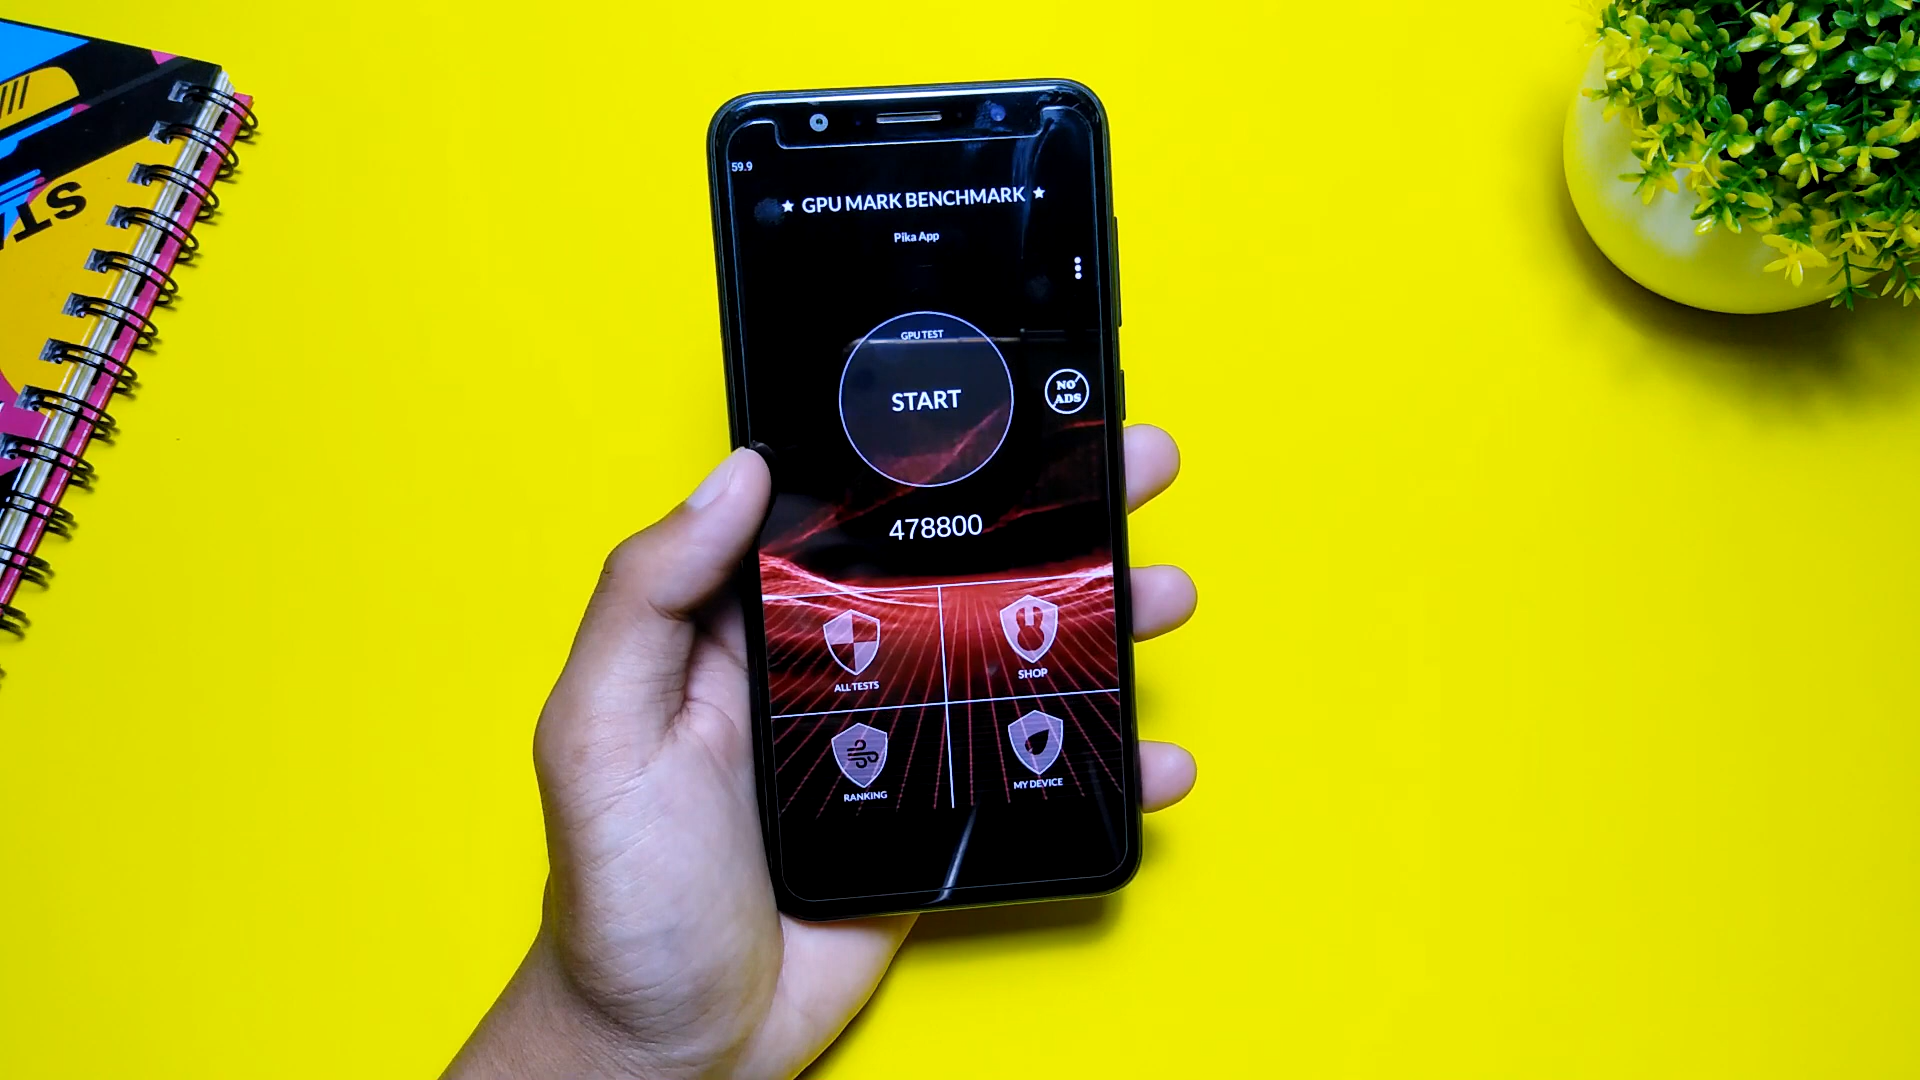 59.9
★ GPU MARK BENCHMARK ★
Pika App
GPU TEST
START
NO
ADS
478800
ALL TESTS
SHOP
RANKING
MY DEVICE